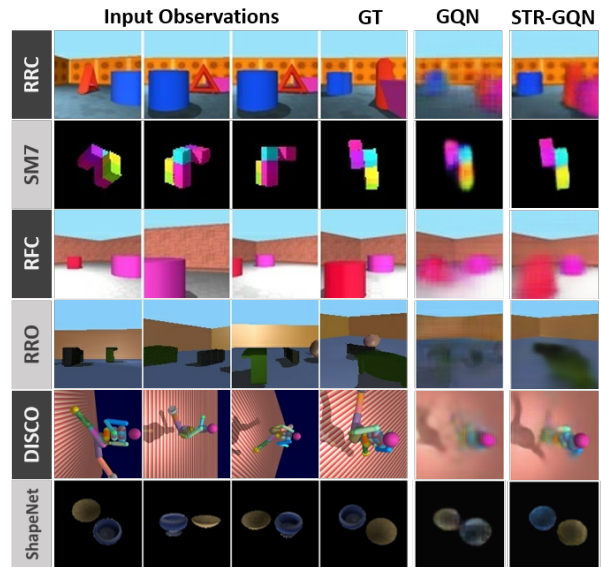 Input Observations GT GQN STR-GQN
RRC
SM7
RFC
RRO
DISCO
ShapeNet